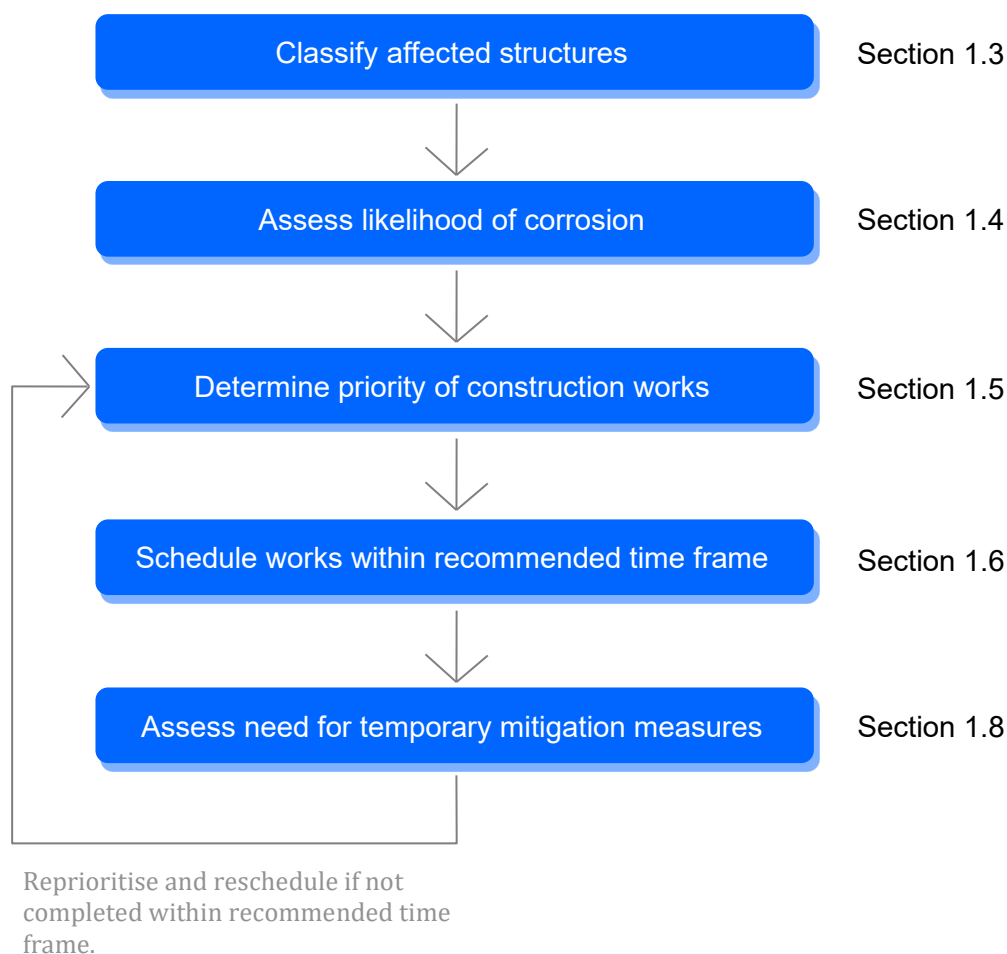 Classify affected structures
Section 1.3
Assess likelihood of corrosion
Section 1.4
Determine priority of construction works
Section 1.5
Schedule works within recommended time frame
Section 1.6
Assess need for temporary mitigation measures
Section 1.8
Reprioritise and reschedule if not
completed within recommended time
frame.